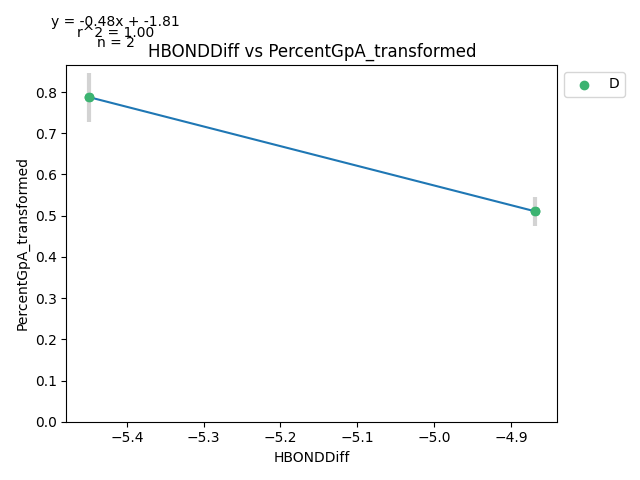 y = -0.48x + -1.81
r^2 = 1.00
n = 2
HBONDDiff vs PercentGpA_transformed
D
PercentGpA_transformed
0.8
0.7
0.6
0.5
0.4
0.3
0.2
0.1
0.0
−5.4 −5.3 −5.2 −5.1 −5.0 −4.9
HBONDDiff